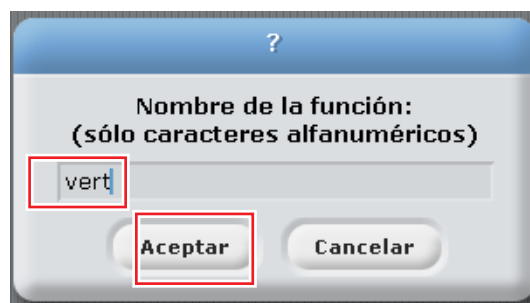 ?
Nombre de la función:
(sólo caracteres alfanuméricos)
vert
Aceptar Cancelar